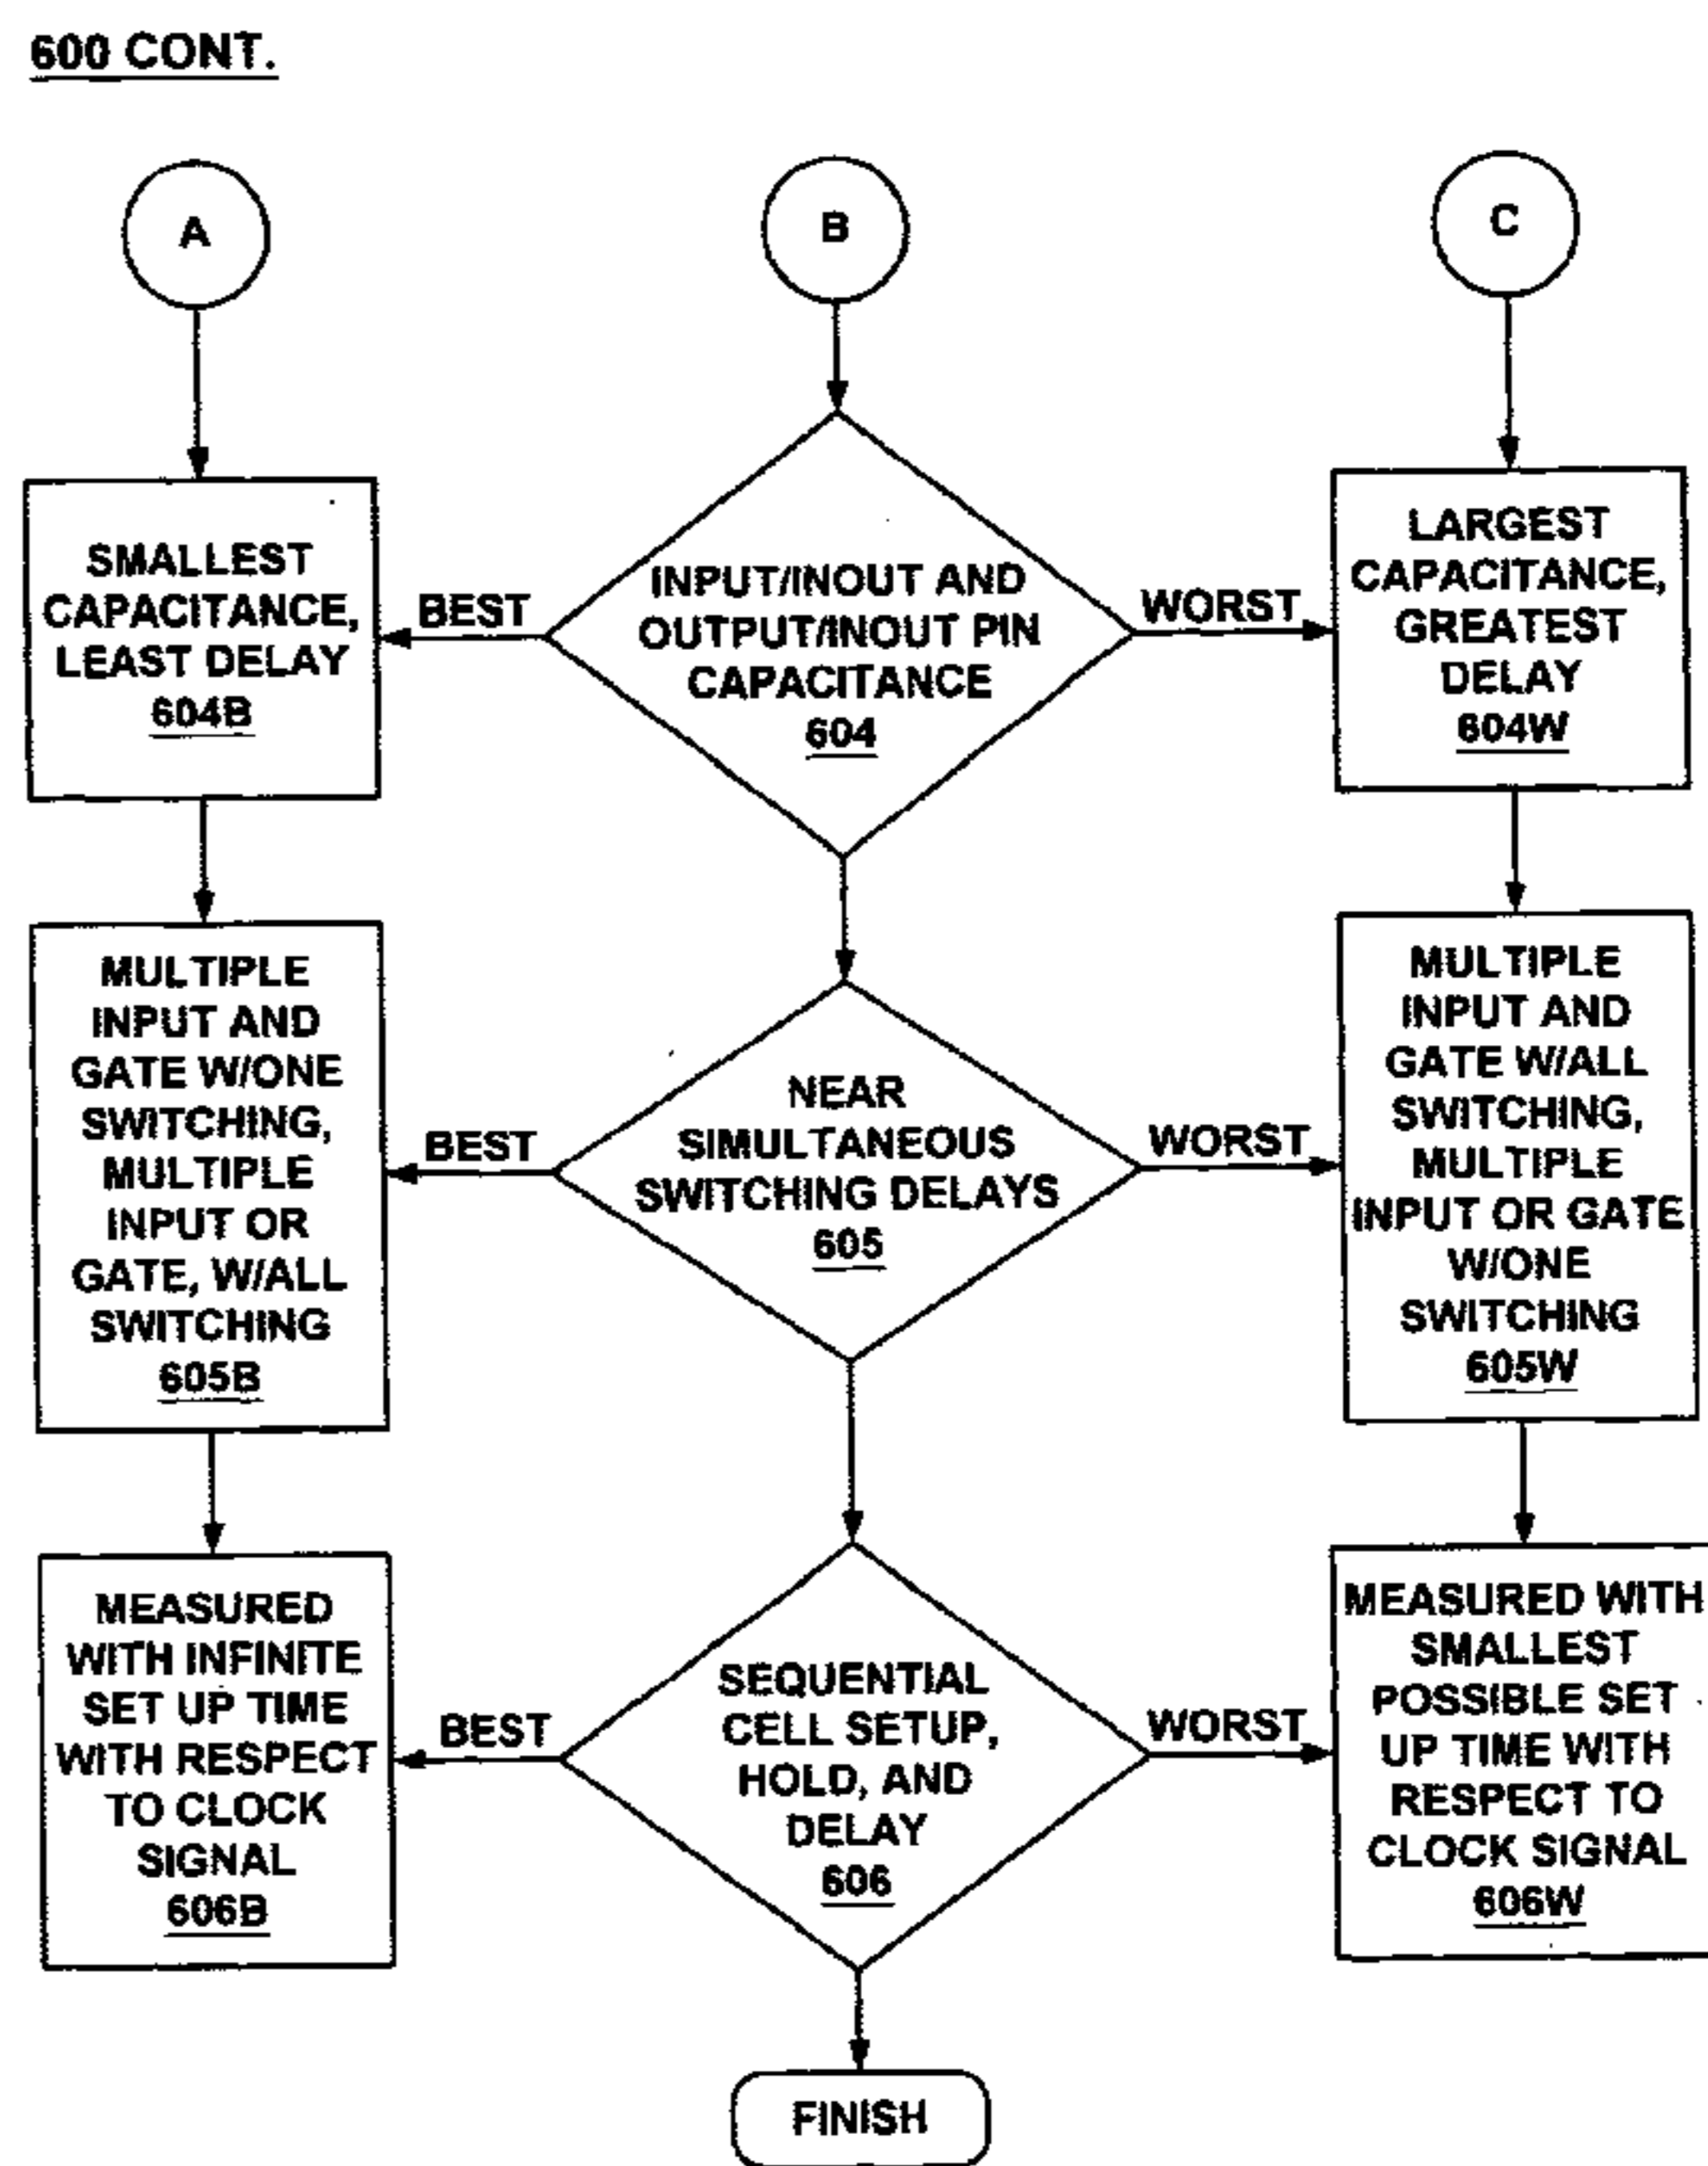 600 CONT.
A
B
C
SMALLEST
CAPACITANCE,
LEAST DELAY
604B
BEST
INPUT/INOUT AND
OUTPUT/INOUT PIN
CAPACITANCE
604
WORST
LARGEST
CAPACITANCE,
GREATEST
DELAY
604W
MULTIPLE
INPUT AND
GATE W/ONE
SWITCHING,
MULTIPLE
INPUT OR
GATE, W/ALL
SWITCHING
605B
BEST
NEAR
SIMULTANEOUS
SWITCHING DELAYS
605
WORST
MULTIPLE
INPUT AND
GATE W/ALL
SWITCHING,
MULTIPLE
INPUT OR GATE
W/ONE
SWITCHING
605W
MEASURED
WITH INFINITE
SET UP TIME
WITH RESPECT
TO CLOCK
SIGNAL
606B
BEST
SEQUENTIAL
CELL SETUP,
HOLD, AND
DELAY
606
WORST
MEASURED WITH
SMALLEST
POSSIBLE SET
UP TIME WITH
RESPECT TO
CLOCK SIGNAL
606W
FINISH